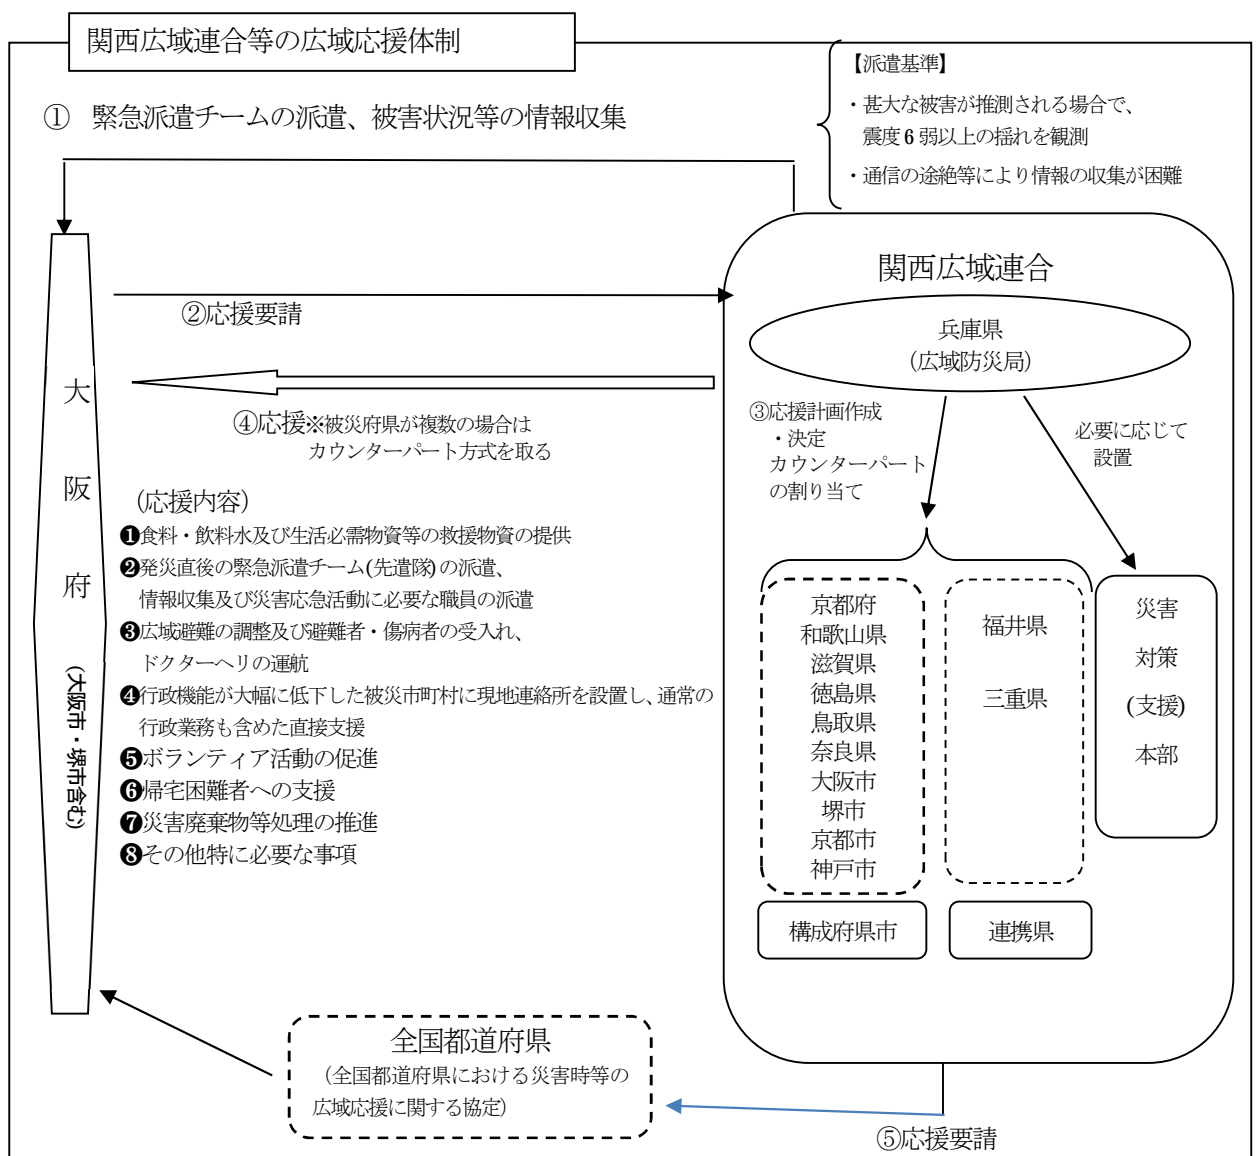 関西広域連合等の広域応援体制
① 緊急派遣チームの派遣、被害状況等の情報収集
【派遣基準】
・甚大な被害が推測される場合で、
震度6弱以上の揺れを観測
・通信の途絶等により情報の収集が困難
関西広域連合
兵庫県
(広域防災局)
②応援要請
④応援※被災府県が複数の場合は
カウンターパート方式を取る
③応援計画作成
・決定
カウンターパート
の割り当て
必要に応じて
設置
大阪府
(大阪市・堺市含む)
（応援内容）
❶食料・飲料水及び生活必需物資等の救援物資の提供
❷発災直後の緊急派遣チーム(先遣隊)の派遣、
情報収集及び災害応急活動に必要な職員の派遣
❸広域避難の調整及び避難者・傷病者の受入れ、
ドクターヘリの運航
❹行政機能が大幅に低下した被災市町村に現地連絡所を設置し、通常の
行政業務も含めた直接支援
❺ボランティア活動の促進
❻帰宅困難者への支援
❼災害廃棄物等処理の推進
❽その他特に必要な事項
京都府
和歌山県
滋賀県
徳島県
鳥取県
奈良県
大阪市
堺市
京都市
神戸市
福井県
三重県
災害
対策
(支援)
本部
構成府県市
連携県
全国都道府県
（全国都道府県における災害時等の
広域応援に関する協定）
⑤応援要請